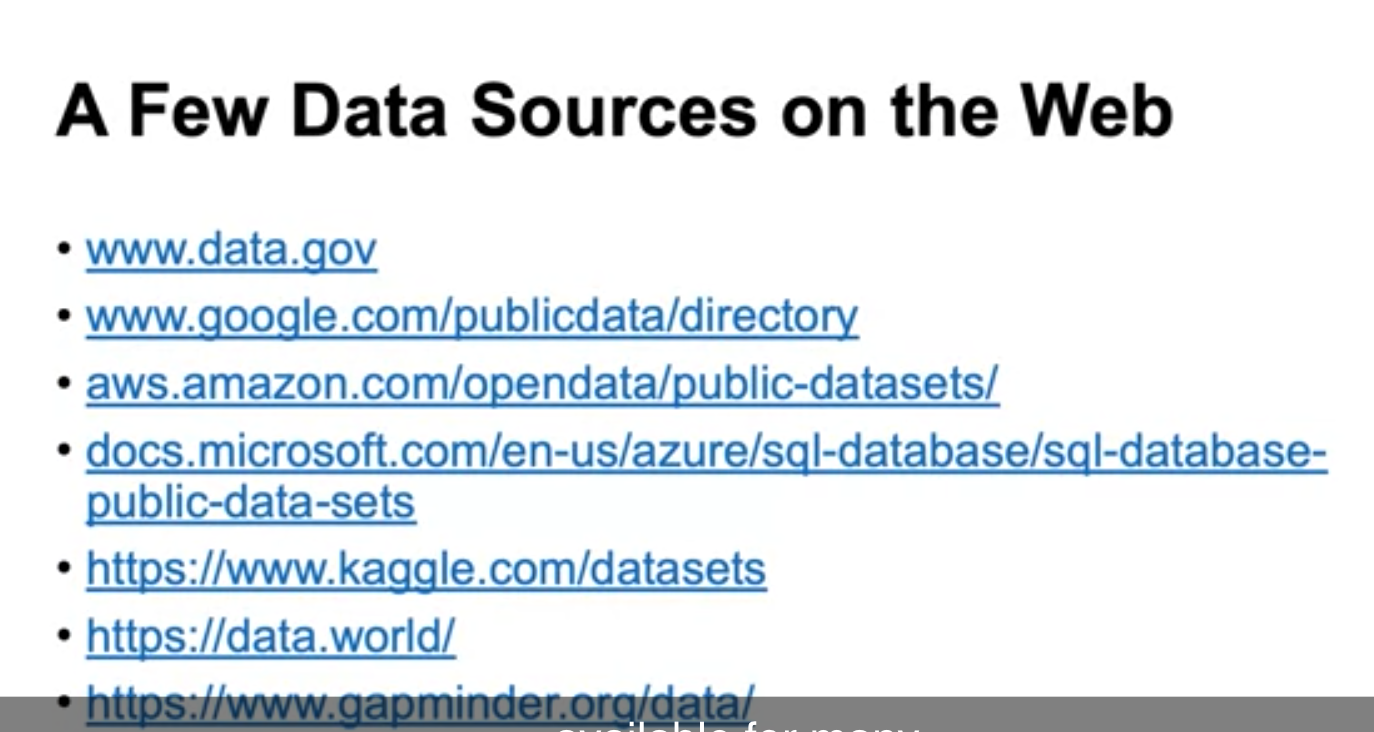 A Few Data Sources on the Web
• www.data.gov
• www.google.com/publicdata/directory
• aws.amazon.com/opendata/public-datasets/
• docs.microsoft.com/en-us/azure/sql-database/sql-database-
public-data-sets
• https://www.kaggle.com/datasets
• https://data.world/
• https://www.gapminder.org/data/
available for many